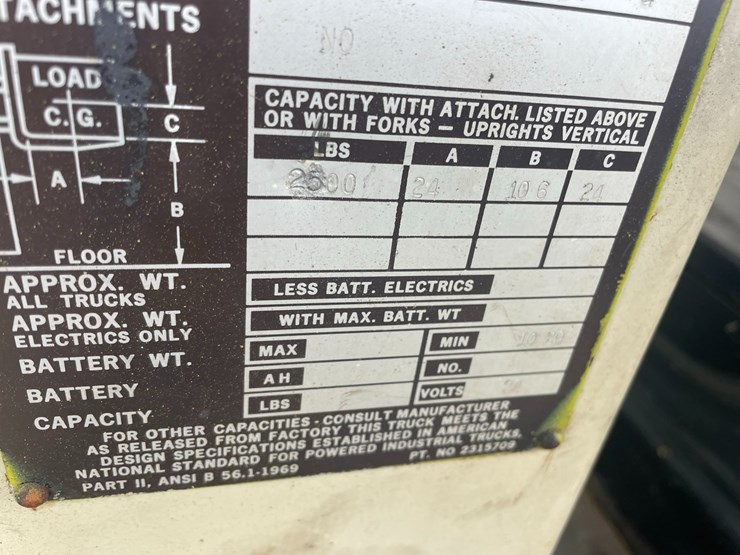 TACHMENTS
NO
LOAD
C. G.
C
A
B
FLOOR
CAPACITY WITH ATTACH. LISTED ABOVE
OR WITH FORKS — UPRIGHTS VERTICAL
LBS A B C
2500 24 106 24
APPROX. WT.
ALL TRUCKS
LESS BATT. ELECTRICS
APPROX. WT.
ELECTRICS ONLY
WITH MAX. BATT. WT
BATTERY WT.
MAX MIN
BATTERY
AH NO.
CAPACITY
LBS VOLTS
FOR OTHER CAPACITIES - CONSULT MANUFACTURER
AS RELEASED FROM FACTORY THIS TRUCK MEETS THE
DESIGN SPECIFICATIONS ESTABLISHED IN AMERICAN
NATIONAL STANDARD FOR POWERED INDUSTRIAL TRUCKS,
PART II, ANSI B 56.1-1969 PT. NO 2315709